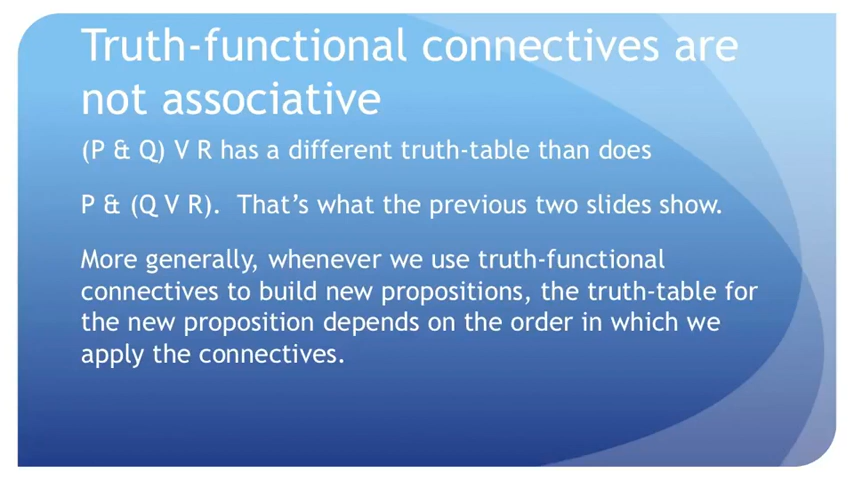 Truth-functional connectives are
not associative
(P & Q) V R has a different truth-table than does
P & (Q V R).  That’s what the previous two slides show.
More generally, whenever we use truth-functional
connectives to build new propositions, the truth-table for
the new proposition depends on the order in which we
apply the connectives.